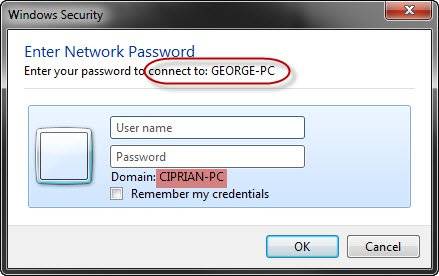 Windows Security
Enter Network Password
Enter your password to connect to: GEORGE-PC
User name
Password
Domain: CIPRIAN-PC
Remember my credentials
OK Cancel